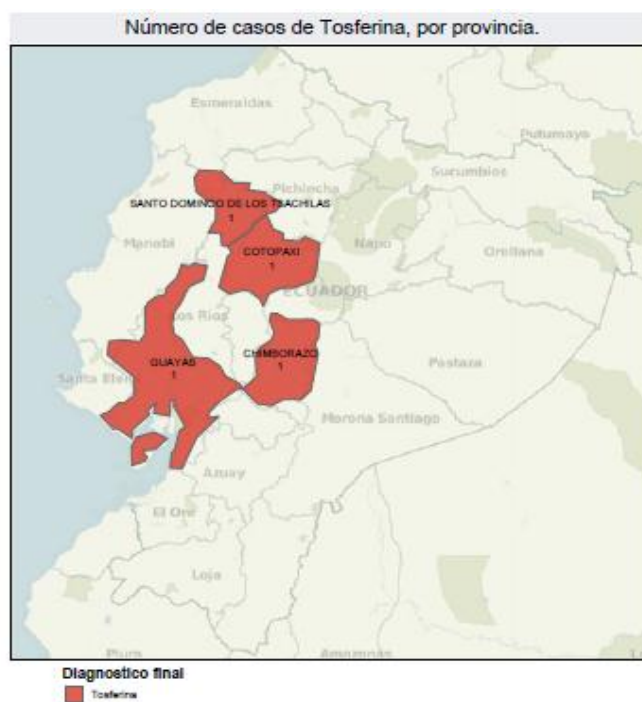 Número de casos de Tosferina, por provincia.
Esmeraldas
Putumayo
Sucumbios
Pichincha
SANTO DOMINGO DE LOS TSACHILAS
1
Manabi
Napo
Orellana
COTOPAXI
1
ECUADOR
Los Rios
GUAYAS
1
CHIMBORAZO
1
Pastaza
Santa Elena
Morona Santiago
Azuay
El Oro
Loja
Piura
Amazonas
Diagnostico final
Tosferina